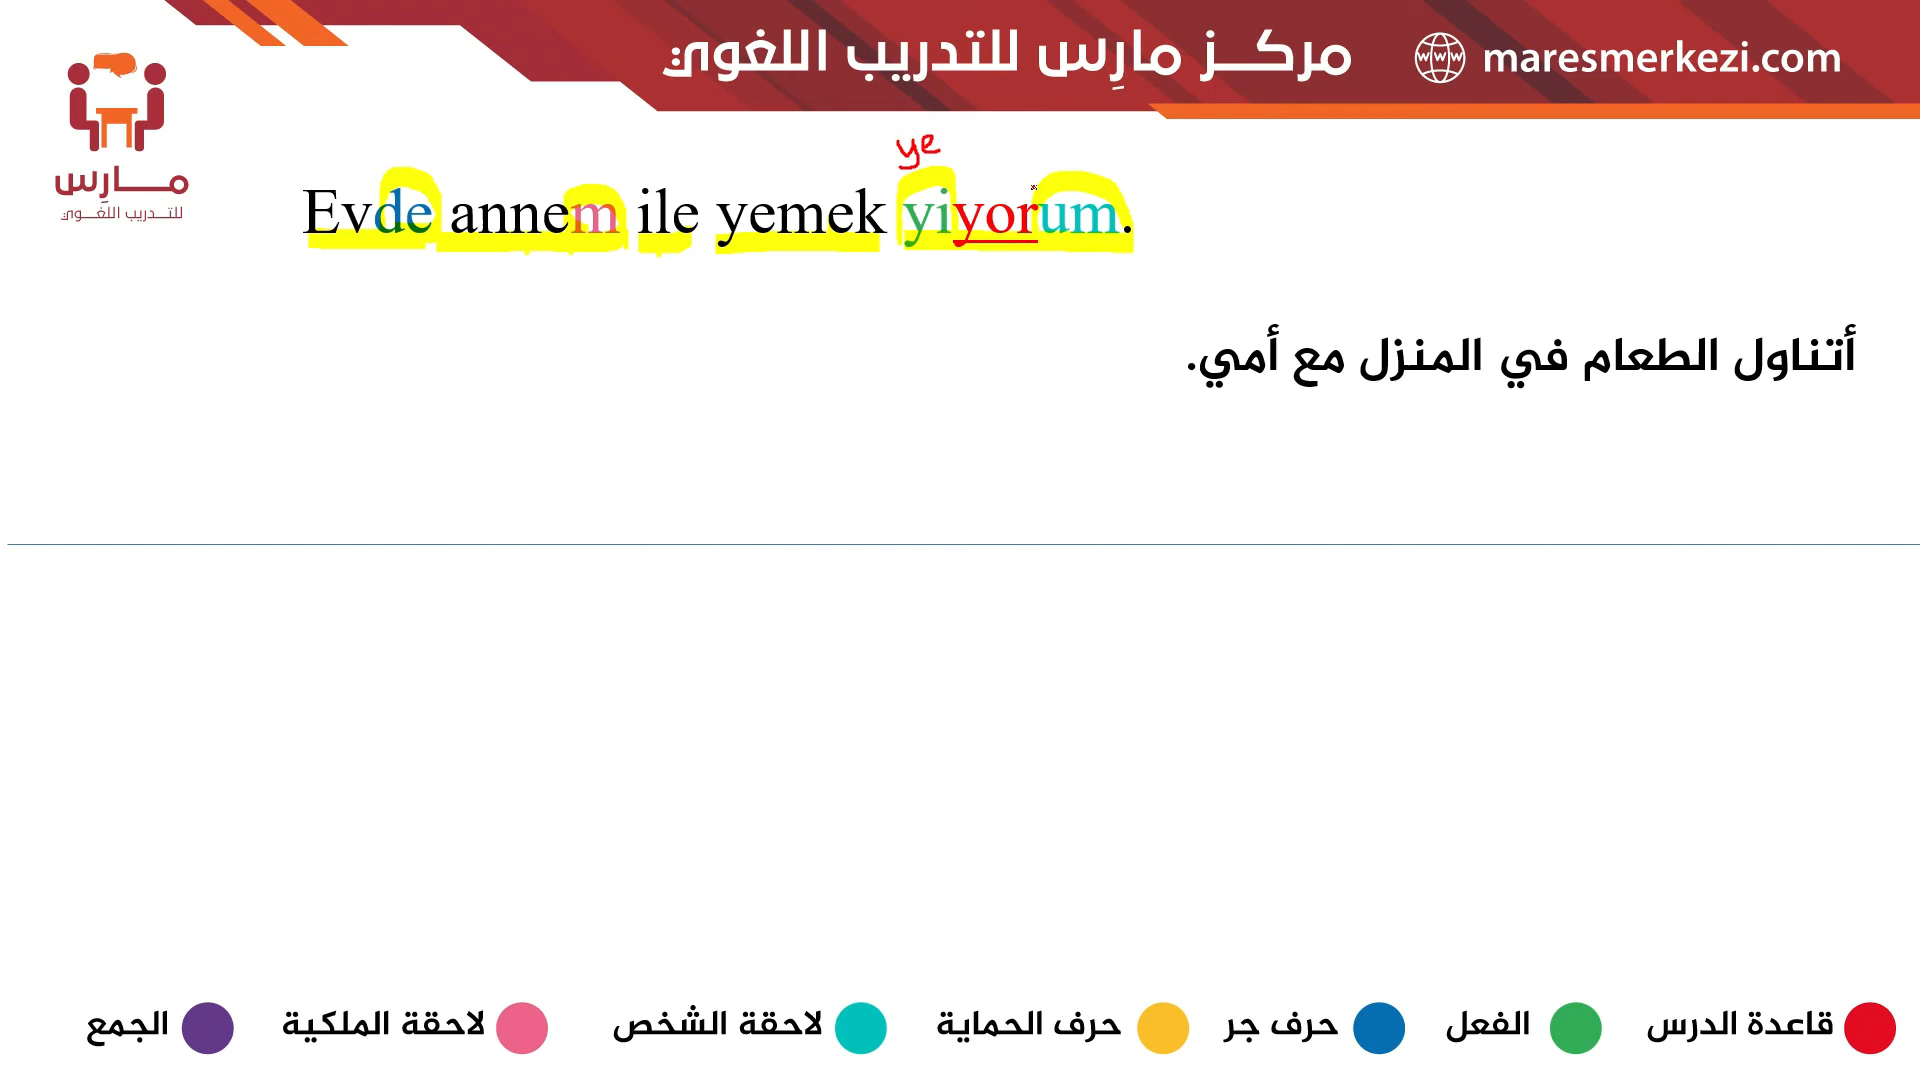 مركـــز مارِس للتدريب اللغوي
www
maresmerkezi.com
مـــارِس
للتـــدريب اللغـــوي
ye
Evde annem ile yemek yiyorum.
أتناول الطعام في المنزل مع أمي.
قاعدة الدرس
الفعل
حرف جر
حرف الحماية
لاحقة الشخص
لاحقة الملكية
الجمع